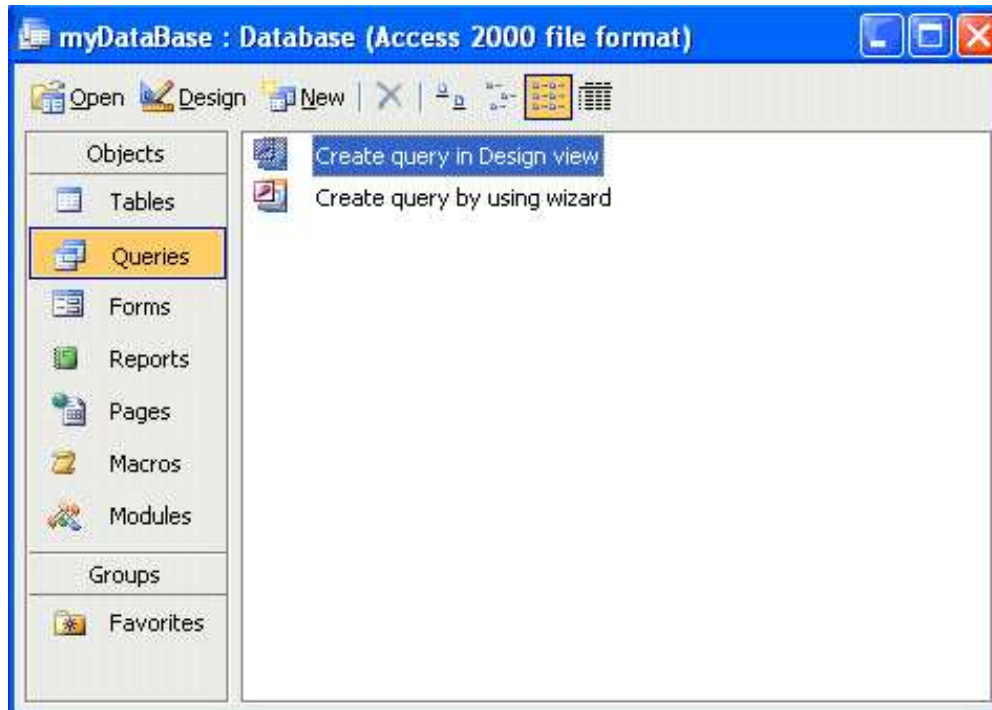 myDataBase : Database (Access 2000 file format)
Open Design New
Objects
Tables
Queries
Forms
Reports
Pages
Macros
Modules
Groups
Favorites
Create query in Design view
Create query by using wizard